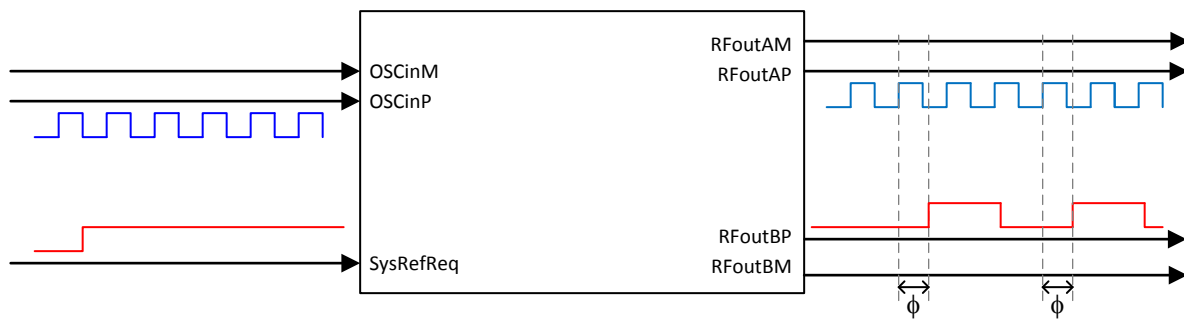 RFoutAM
OSCinM
RFoutAP
OSCinP
RFoutBP
SysRefReq
RFoutBM
ϕ ϕ